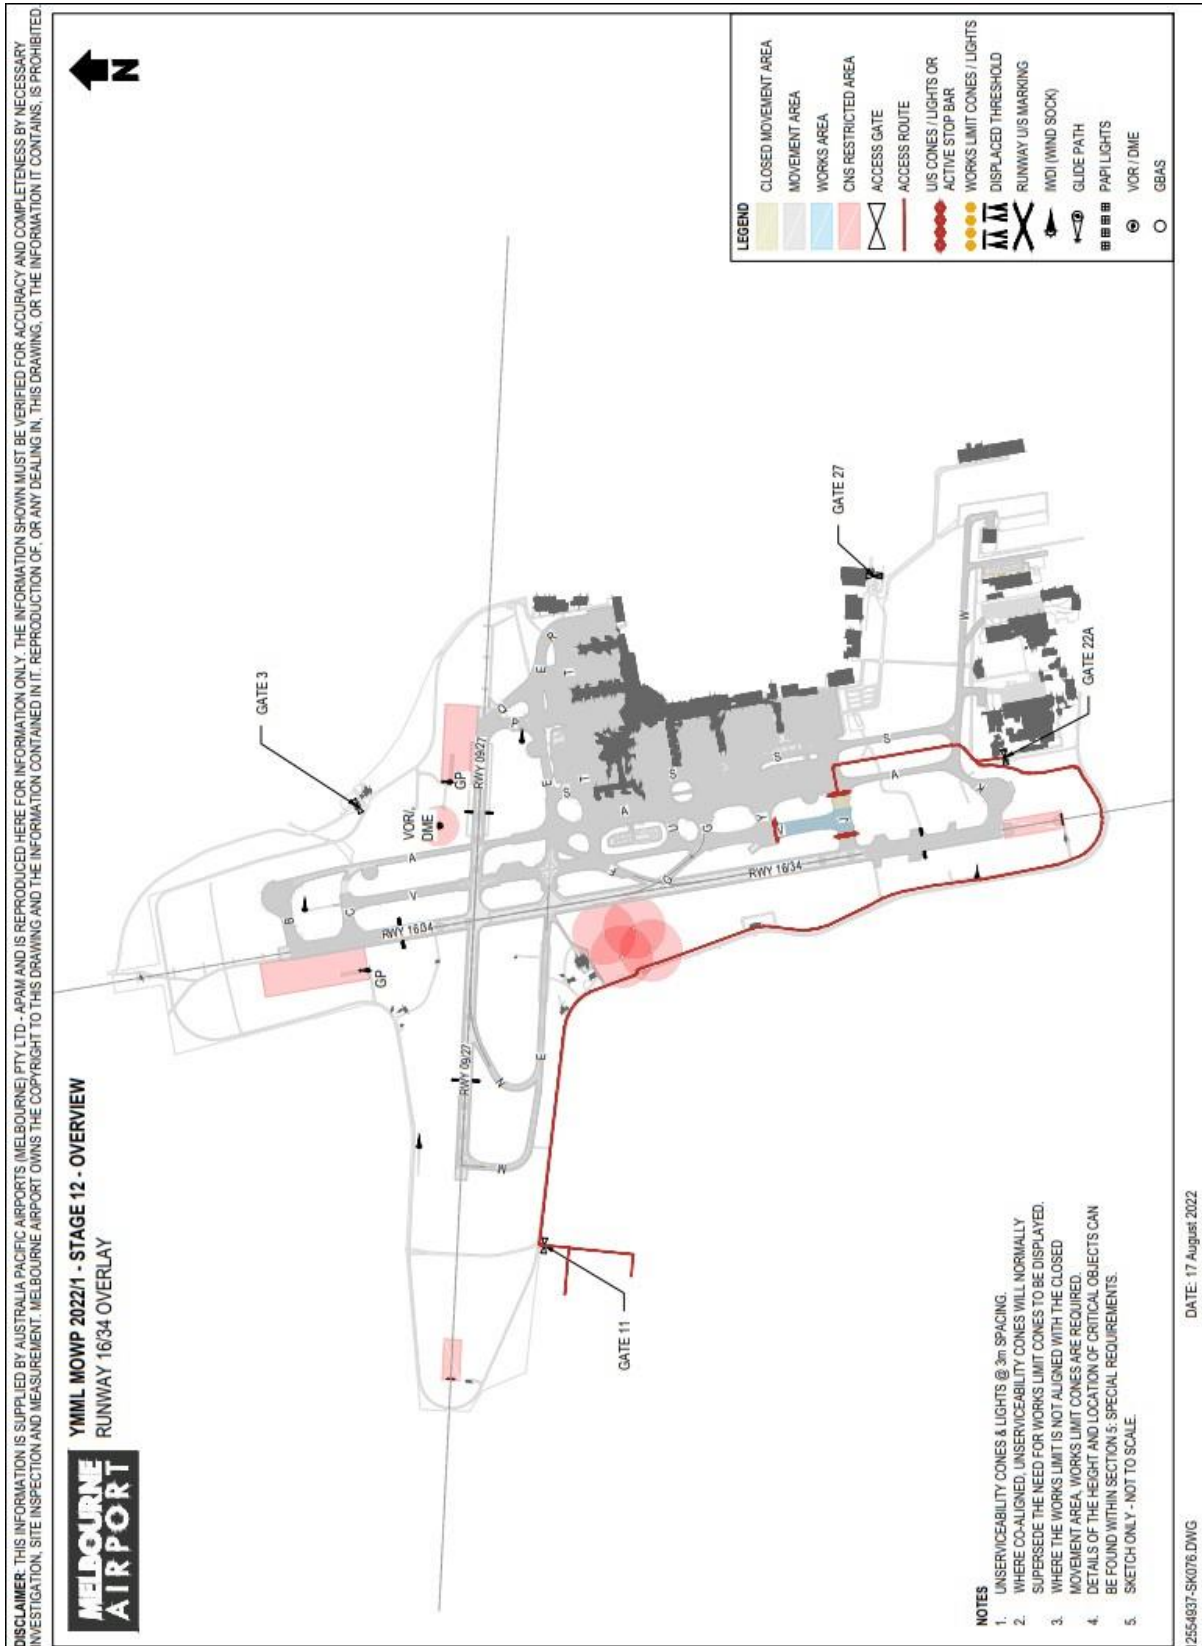 DISCLAIMER: THIS INFORMATION IS SUPPLIED BY AUSTRALIA PACIFIC AIRPORTS (MELBOURNE) PTY LTD - APAM AND IS REPRODUCED HERE FOR INFORMATION ONLY. THE INFORMATION SHOWN MUST BE VERIFIED FOR ACCURACY AND COMPLETENESS BY NECESSARY
INVESTIGATION, SITE INSPECTION AND MEASUREMENT. MELBOURNE AIRPORT OWNS THE COPYRIGHT TO THIS DRAWING AND THE INFORMATION CONTAINED IN IT. REPRODUCTION OF, OR ANY DEALING IN, THIS DRAWING, OR THE INFORMATION IT CONTAINS, IS PROHIBITED.
MELBOURNE
AIRPORT
YMML MOWP 2022/1 - STAGE 12 - OVERVIEW
RUNWAY 16/34 OVERLAY
N
GATE 3
VOR/,
DME
GP
GP
B
C
V
A
RWY 16/34
RWY 09/27
RWY 09/27
Q
P
E
P
T
E
S
T
M
N
E
A
S
F
G
U
G
Y
S
V
J
RWY 16/34
S
A
K
W
GATE 27
GATE 22A
GATE 11
LEGEND
CLOSED MOVEMENT AREA
MOVEMENT AREA
WORKS AREA
CNS RESTRICTED AREA
ACCESS GATE
ACCESS ROUTE
U/S CONES / LIGHTS OR
ACTIVE STOP BAR
WORKS LIMIT CONES / LIGHTS
DISPLACED THRESHOLD
RUNWAY U/S MARKING
IWDI (WIND SOCK)
GLIDE PATH
PAPI LIGHTS
VOR / DME
GBAS
NOTES
1. UNSERVICEABILITY CONES & LIGHTS @ 3m SPACING.
2. WHERE CO-ALIGNED, UNSERVICEABILITY CONES WILL NORMALLY
SUPERSEDE THE NEED FOR WORKS LIMIT CONES TO BE DISPLAYED.
3. WHERE THE WORKS LIMIT IS NOT ALIGNED WITH THE CLOSED
MOVEMENT AREA, WORKS LIMIT CONES ARE REQUIRED.
4. DETAILS OF THE HEIGHT AND LOCATION OF CRITICAL OBJECTS CAN
BE FOUND WITHIN SECTION 5: SPECIAL REQUIREMENTS.
5. SKETCH ONLY - NOT TO SCALE.
2554937-SK076.DWG
DATE: 17 August 2022